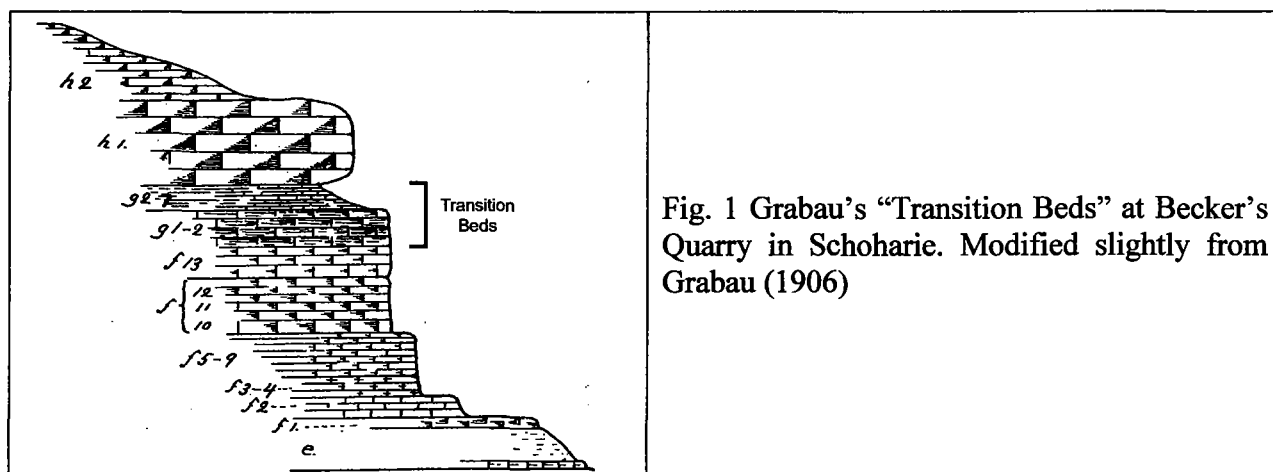 h2
h1.
g1-2
f13
f
12
11
10
f5-9
f3-4
f2
f1.
e.
Transition
Beds
Fig. 1 Grabau's “Transition Beds” at Becker's
Quarry in Schoharie. Modified slightly from
Grabau (1906)